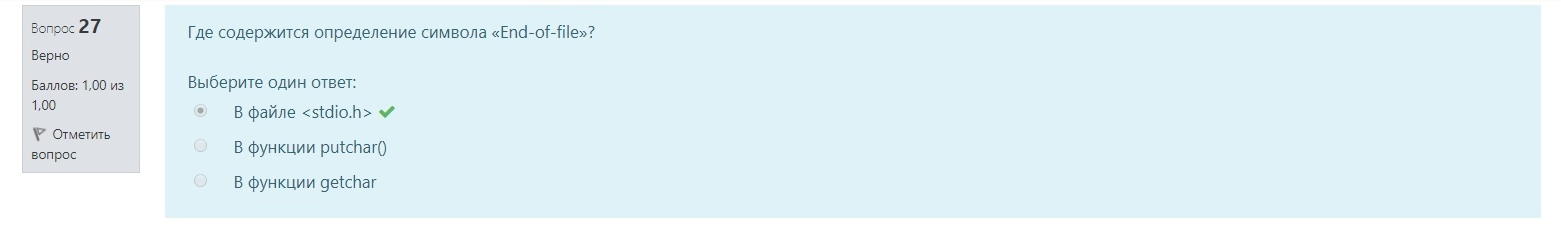 Вопрос 27
Верно
Баллов: 1,00 из
1,00
Отметить
вопрос
Где содержится определение символа «End-of-file»?
Выберите один ответ:
В файле <stdio.h>
В функции putchar()
В функции getchar